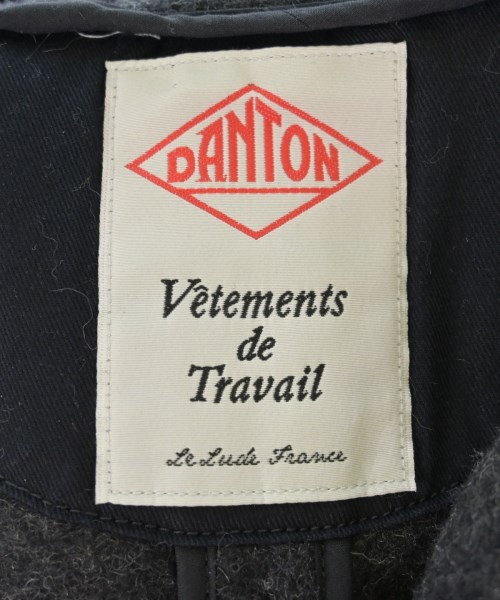 DANTON
Vêtements
de
Travail
Le Lude France